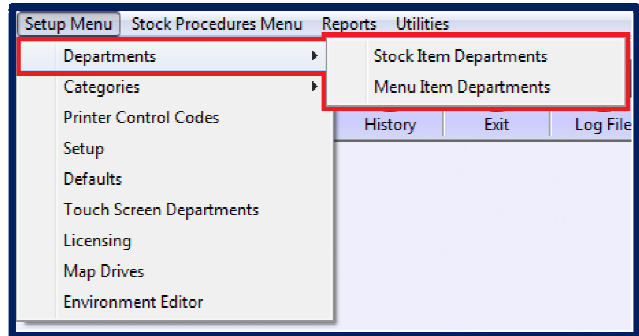 Setup Menu Stock Procedures Menu Reports Utilities
Departments
Stock Item Departments
Categories
Menu Item Departments
Printer Control Codes
History Exit Log File
Setup
Defaults
Touch Screen Departments
Licensing
Map Drives
Environment Editor